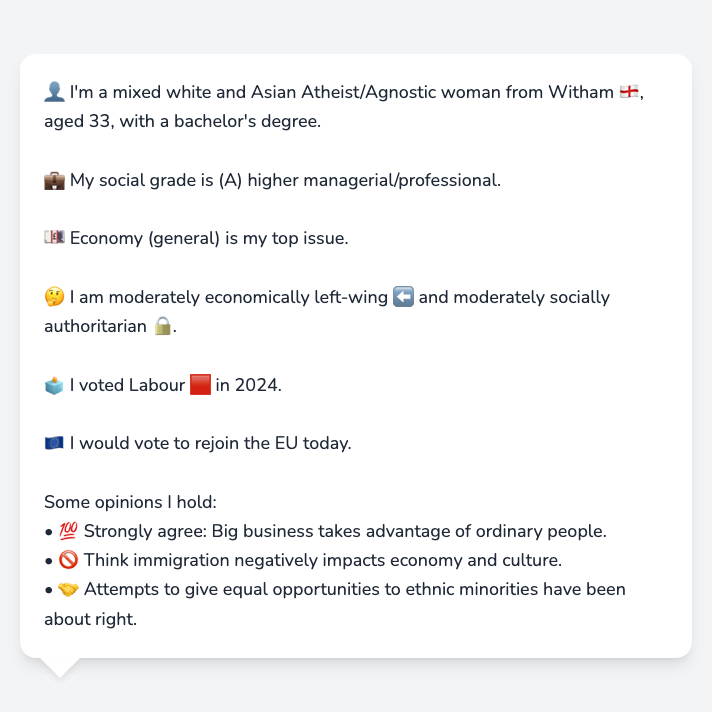 👤 I'm a mixed white and Asian Atheist/Agnostic woman from Witham 🏴󠁧󠁢󠁥󠁮󠁧󠁿,
aged 33, with a bachelor's degree.
💼 My social grade is (A) higher managerial/professional.
💷 Economy (general) is my top issue.
🤔 I am moderately economically left-wing ⬅️ and moderately socially
authoritarian 🔒.
🗳️ I voted Labour 🟥 in 2024.
🇪🇺 I would vote to rejoin the EU today.
Some opinions I hold:
• 💯 Strongly agree: Big business takes advantage of ordinary people.
• 🚫 Think immigration negatively impacts economy and culture.
• 🤝 Attempts to give equal opportunities to ethnic minorities have been
about right.